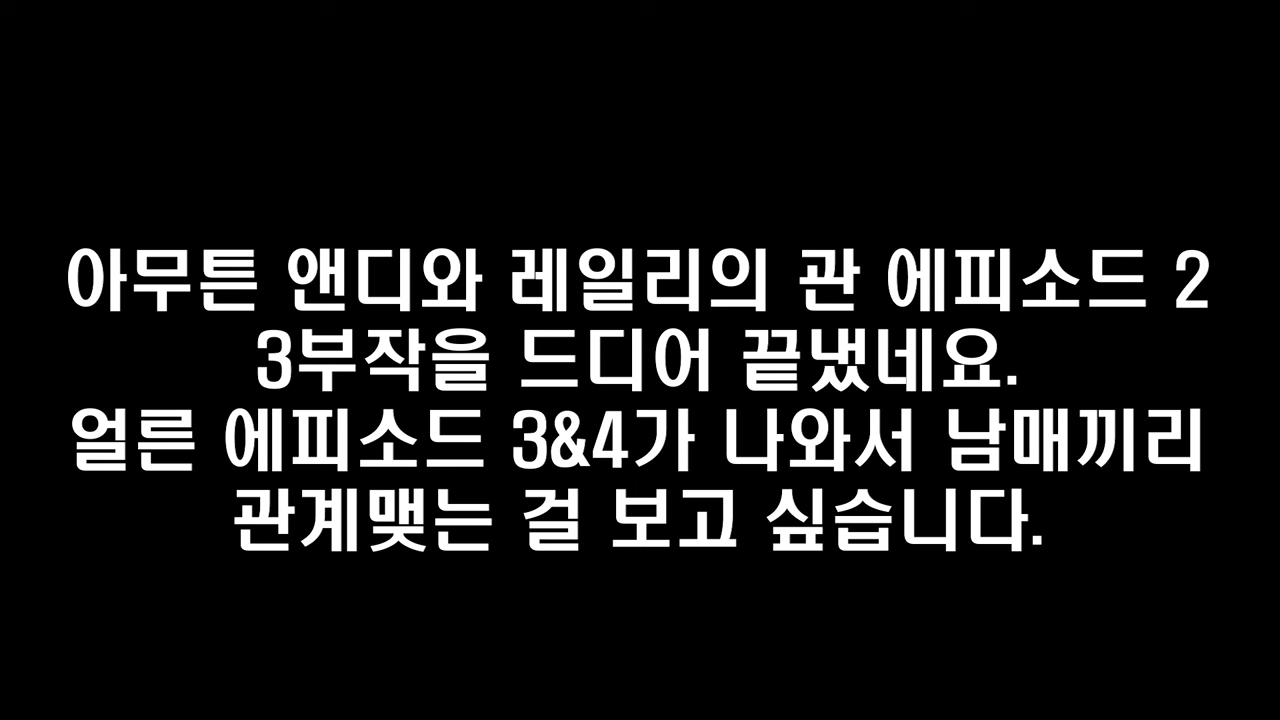 아무튼 앤디와 레일리의 관 에피소드 2
3부작을 드디어 끝냈네요.
얼른 에피소드 3&4가 나와서 남매끼리
관계맺는 걸 보고 싶습니다.